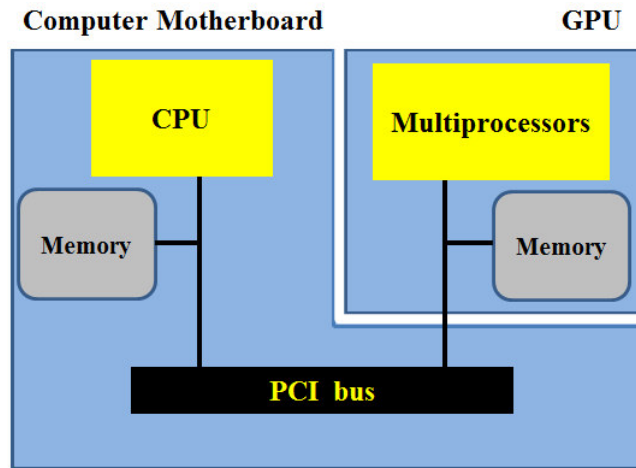 Computer Motherboard
GPU
CPU
Multiprocessors
Memory
Memory
PCI bus